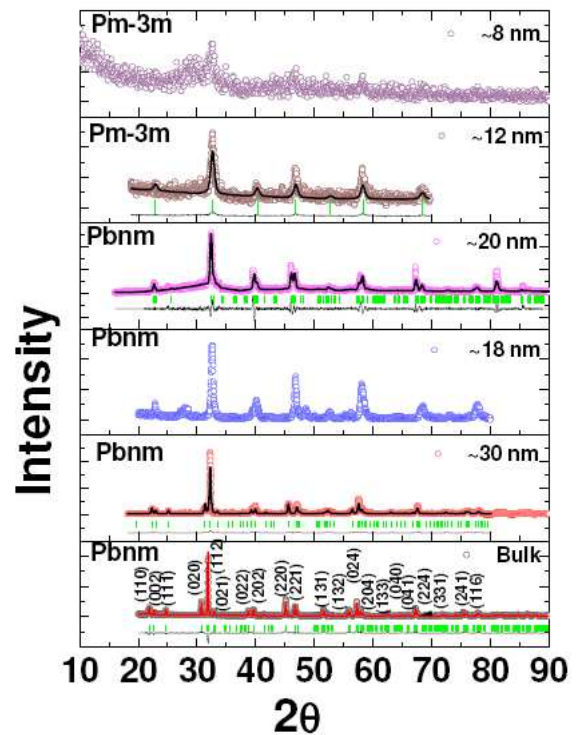 Pm-3m
~8 nm
Pm-3m
~12 nm
Pbnm
~20 nm
Pbnm
~18 nm
Pbnm
~30 nm
Pbnm
Bulk
(110)
(002)
(111)
(020)
(112)
(021)
(022)
(202)
(220)
(221)
(131)
(132)
(024)
(204)
(133)
(040)
(041)
(224)
(331)
(241)
(116)
10 20 30 40 50 60 70 80 90
2θ
Intensity